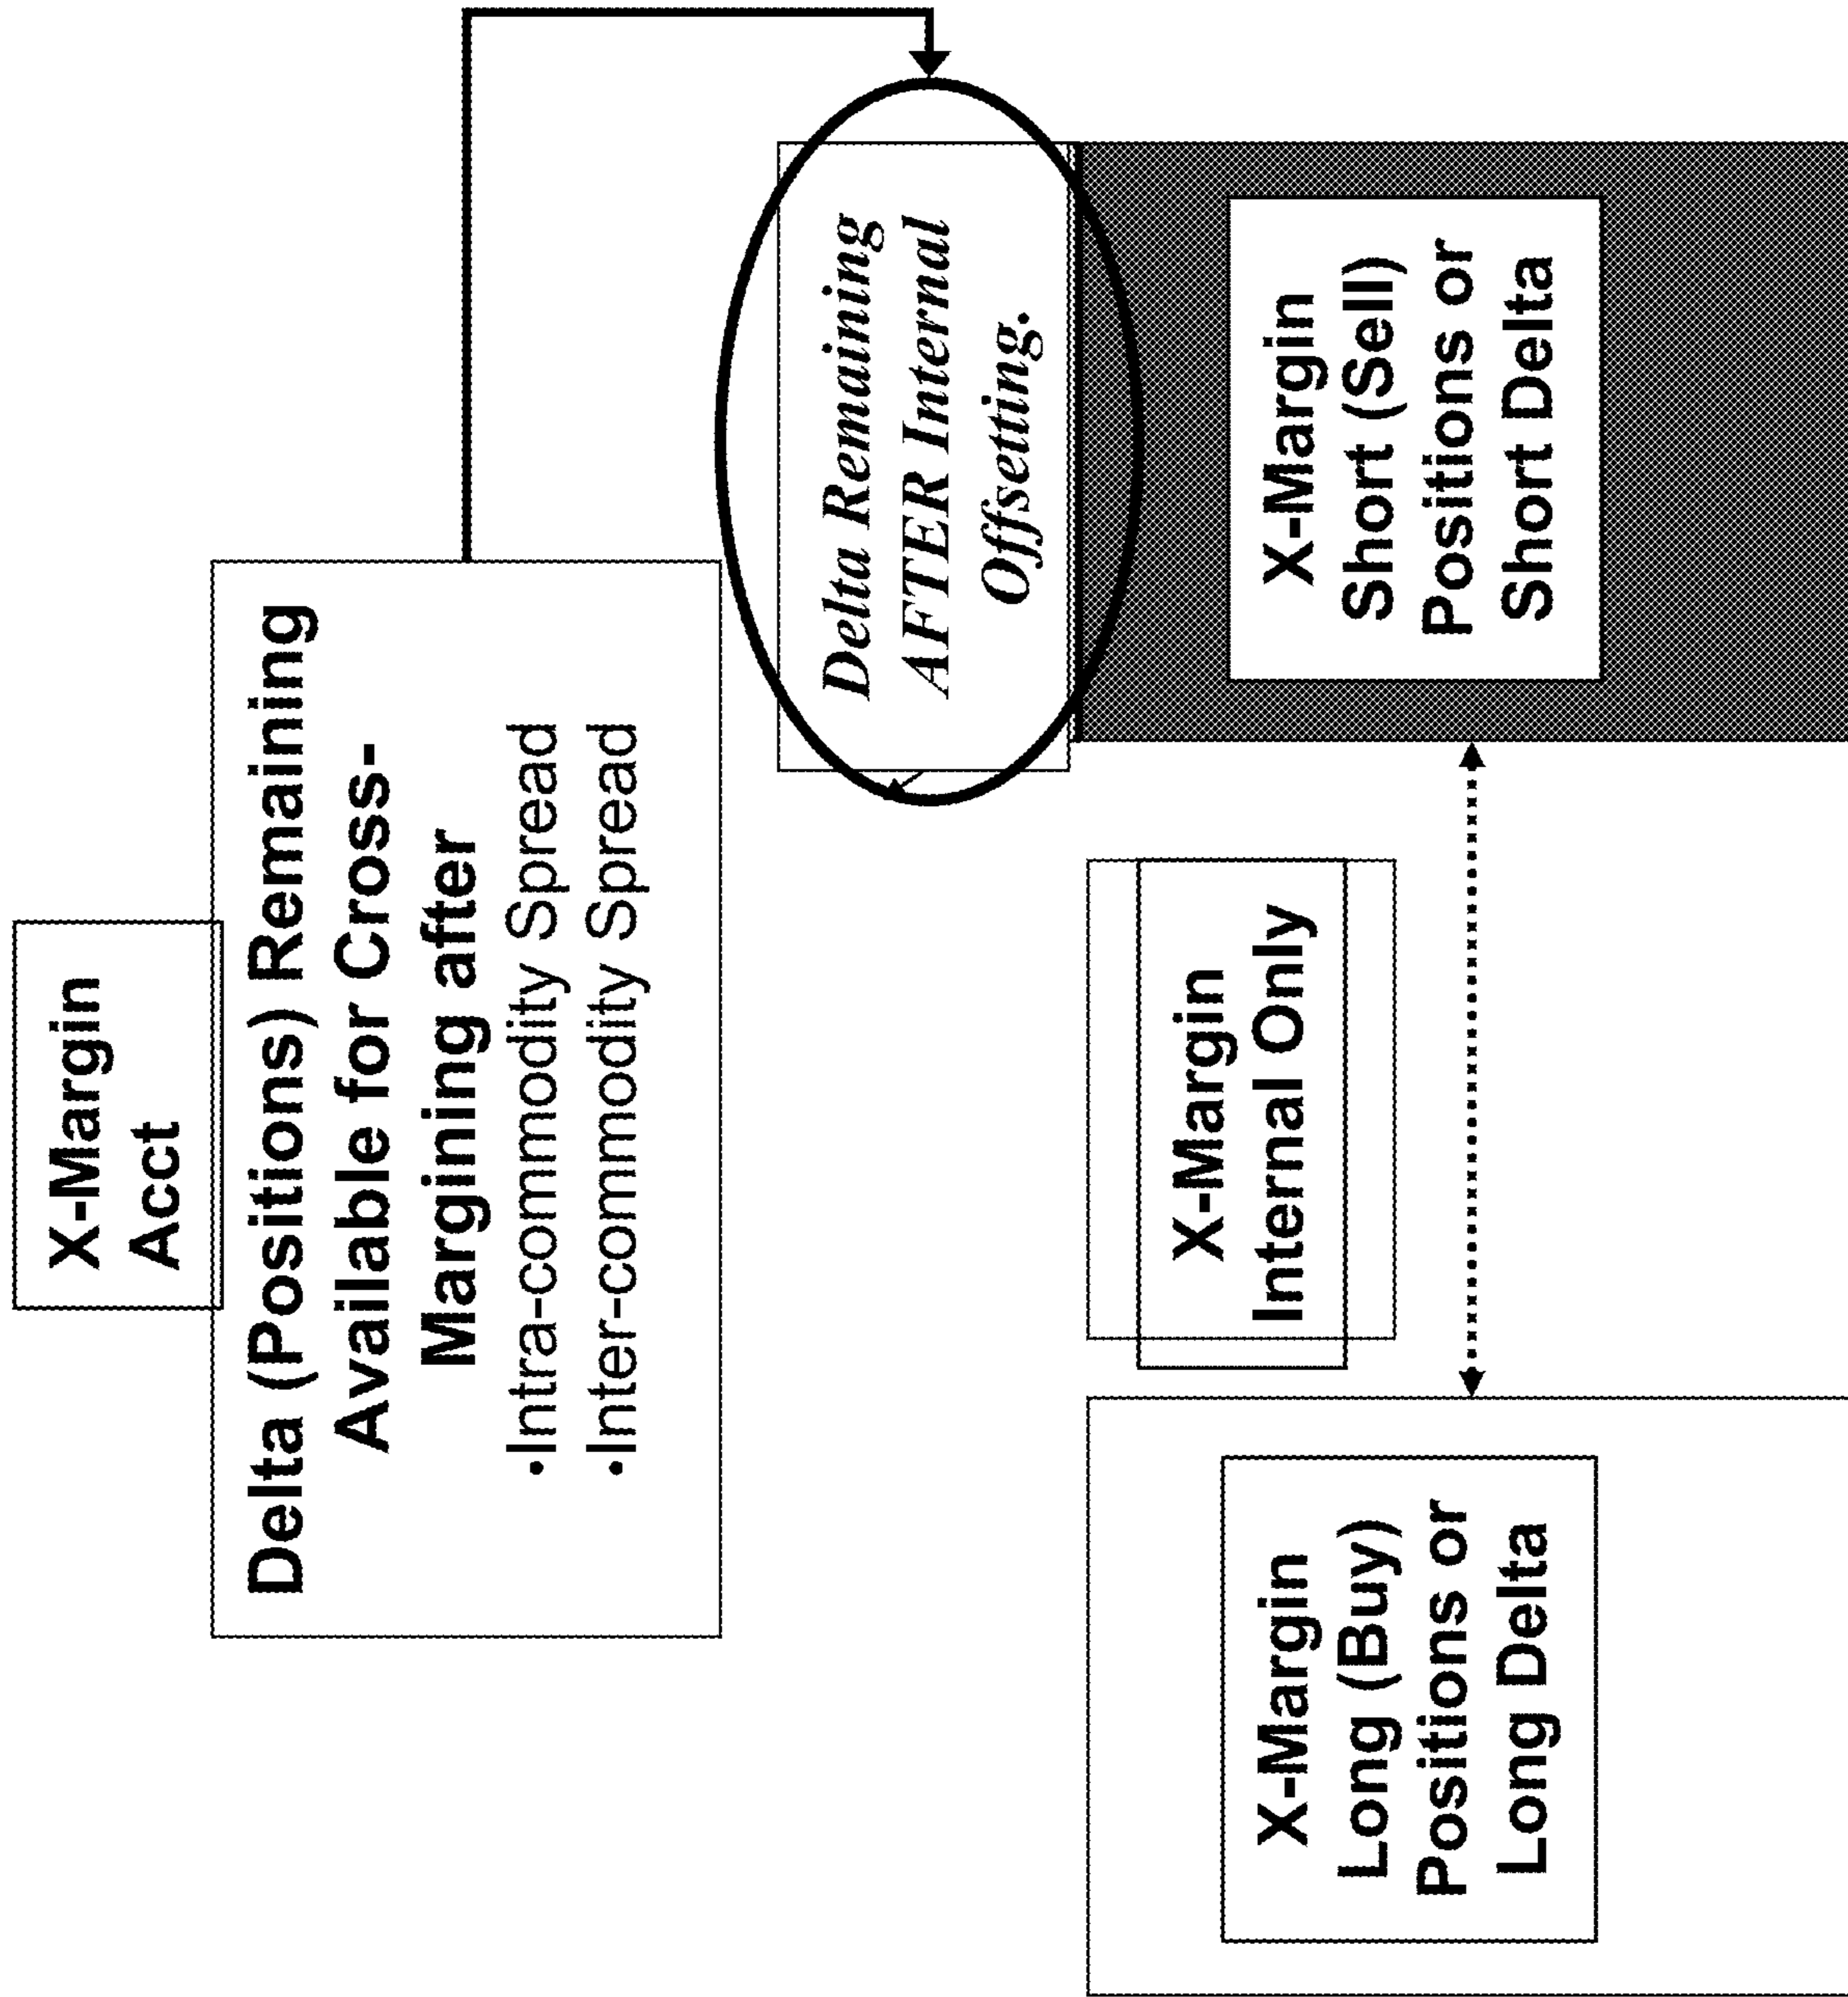 X-Margin
Acct
Delta (Positions) Remaining
Available for Cross-
Margining after
•Intra-commodity Spread
•Inter-commodity Spread
Delta Remaining
AFTER Internal
Offsetting.
X-Margin
Internal Only
X-Margin
Long (Buy)
Positions or
Long Delta
X-Margin
Short (Sell)
Positions or
Short Delta